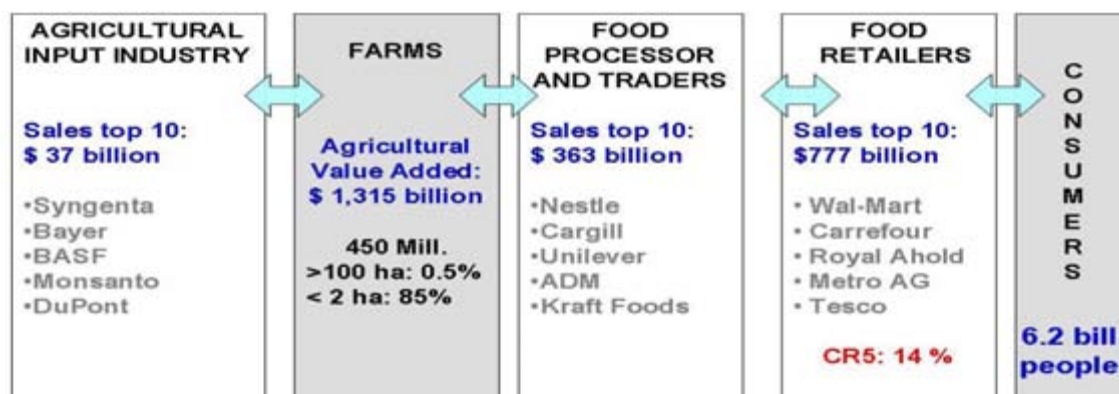 AGRICULTURAL
INPUT INDUSTRY
Sales top 10:
$ 37 billion
•Syngenta
•Bayer
•BASF
•Monsanto
•DuPont
FARMS
Agricultural
Value Added:
$ 1,315 billion
450 Mill.
>100 ha: 0.5%
< 2 ha: 85%
FOOD
PROCESSOR
AND TRADERS
Sales top 10:
$ 363 billion
•Nestle
•Cargill
•Unilever
•ADM
•Kraft Foods
FOOD
RETAILERS
Sales top 10:
$777 billion
• Wal-Mart
• Carrefour
• Royal Ahold
• Metro AG
• Tesco
CR5: 14 %
CONSUMERS
6.2 bill
people